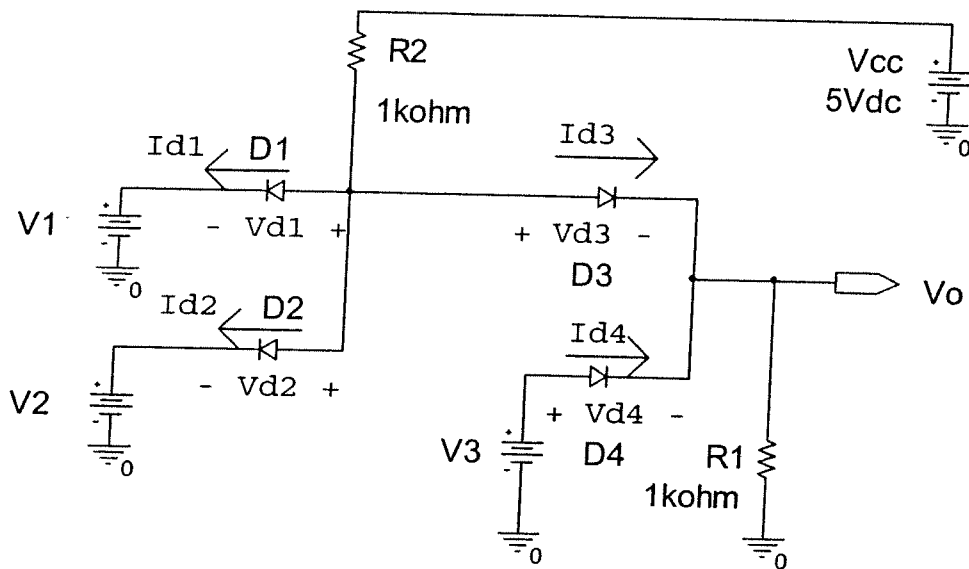 R2
1kohm
Vcc
5Vdc
0
Id1
D1
Id3
V1
- Vd1 +
+ Vd3 -
D3
0
Id2
D2
Vo
Id4
V2
- Vd2 +
+ Vd4 -
0
V3
D4
R1
1kohm
0
0